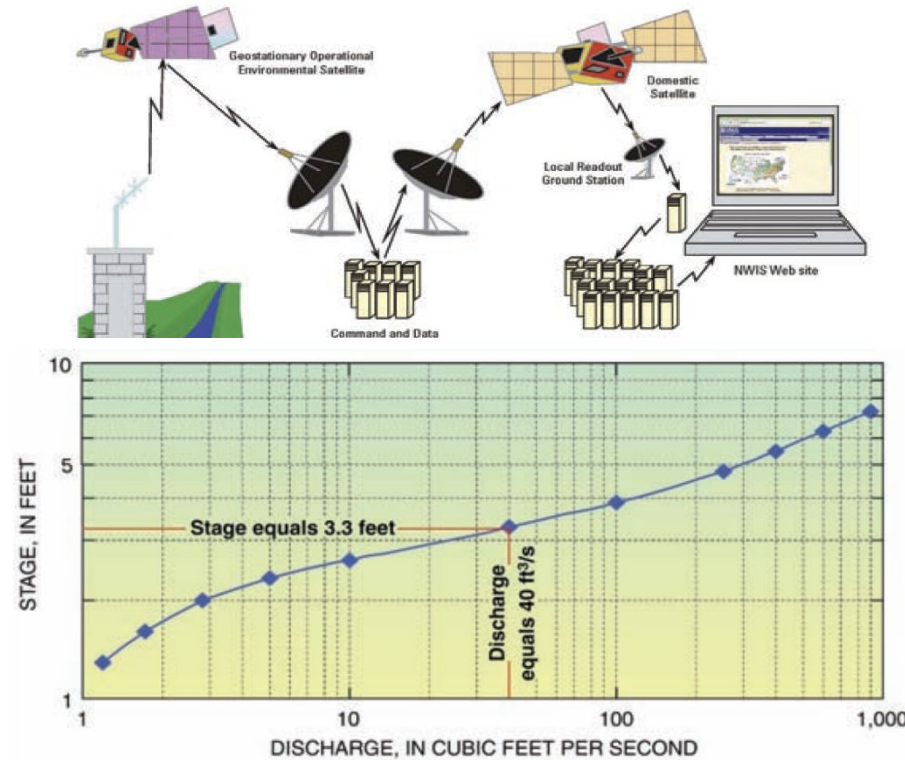 Geostationary Operational
Environmental Satellite
Domestic
Satellite
Local Readout
Ground Station
NWIS Web site
Command and Data
10
5
1
STAGE, IN FEET
Stage equals 3.3 feet
Discharge
equals 40 ft³/s
1
10
100
1,000
DISCHARGE, IN CUBIC FEET PER SECOND